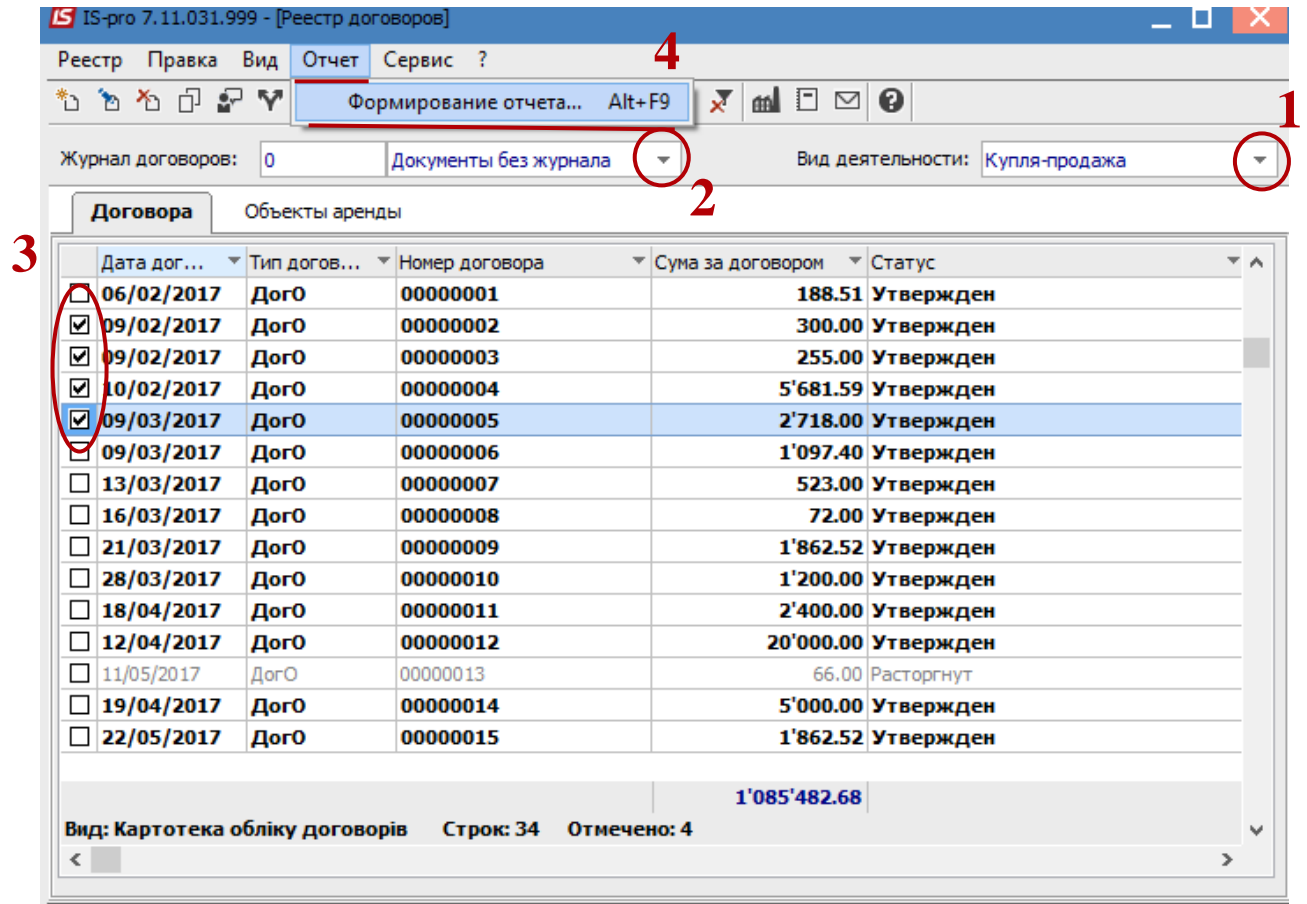 IS-pro 7.11.031.999 - [Реестр договоров]
Реестр Правка Вид Отчет Сервис ? 4
Формирование отчета... Alt+F9
1
Журнал договоров: 0 Документы без журнала Вид деятельности: Купля-продажа
2
Договора Объекты аренды
3
Дата дог... Тип догов... Номер договора Сума за договором Статус
06/02/2017 ДогО 00000001 188.51 Утвержден
09/02/2017 ДогО 00000002 300.00 Утвержден
09/02/2017 ДогО 00000003 255.00 Утвержден
10/02/2017 ДогО 00000004 5'681.59 Утвержден
09/03/2017 ДогО 00000005 2'718.00 Утвержден
09/03/2017 ДогО 00000006 1'097.40 Утвержден
13/03/2017 ДогО 00000007 523.00 Утвержден
16/03/2017 ДогО 00000008 72.00 Утвержден
21/03/2017 ДогО 00000009 1'862.52 Утвержден
28/03/2017 ДогО 00000010 1'200.00 Утвержден
18/04/2017 ДогО 00000011 2'400.00 Утвержден
12/04/2017 ДогО 00000012 20'000.00 Утвержден
11/05/2017 ДогО 00000013 66.00 Расторгнут
19/04/2017 ДогО 00000014 5'000.00 Утвержден
22/05/2017 ДогО 00000015 1'862.52 Утвержден
1'085'482.68
Вид: Картотека обліку договорів Строк: 34 Отмечено: 4